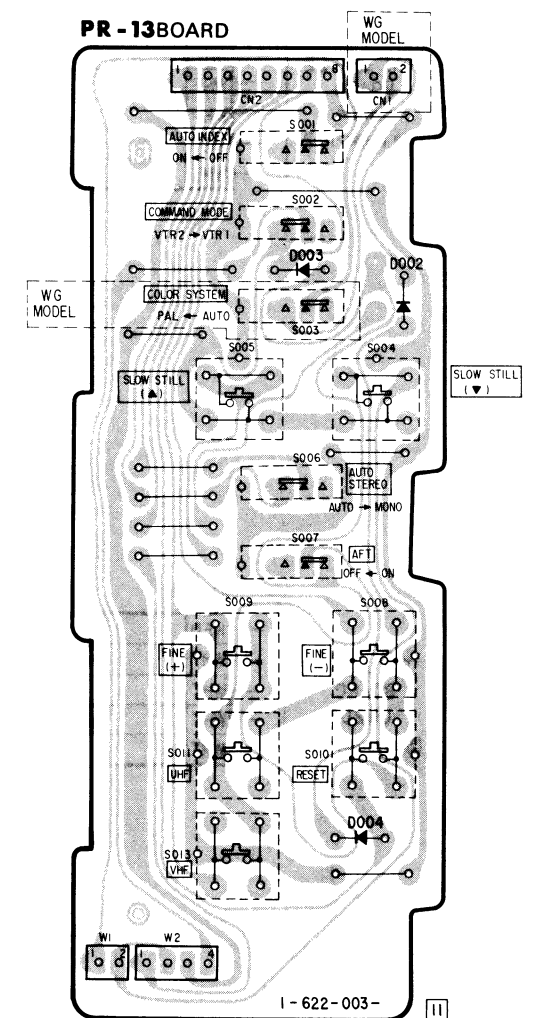 PR-13BOARD
WG
MODEL
1 8
CN2
1 2
CN1
S001
AUTO INDEX
ON ← OFF
S002
COMMAND MODE
VTR2 → VTR1
D003
D002
WG
MODEL
COLOR SYSTEM
PAL ← AUTO
S003
S005
S004
SLOW STILL
(▲)
SLOW STILL
(▼)
S006
AUTO
STEREO
AUTO → MONO
S007
AFT
OFF ← ON
S009
S008
FINE
(+)
FINE
(−)
S011
UHF
S010
RESET
D004
S013
VHF
W1
1 2
W2
1 4
1-622-003-
11